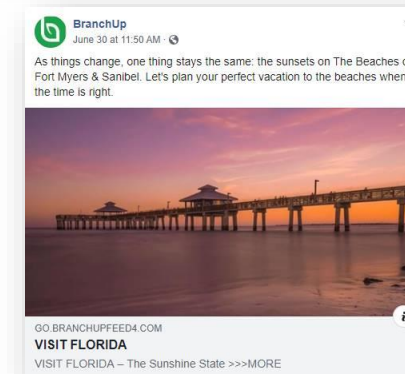 BranchUp
June 30 at 11:50 AM ·
As things change, one thing stays the same: the sunsets on The Beaches
Fort Myers & Sanibel. Let's plan your perfect vacation to the beaches when
the time is right.
GO.BRANCHUPFEED4.COM
VISIT FLORIDA
VISIT FLORIDA – The Sunshine State >>>MORE